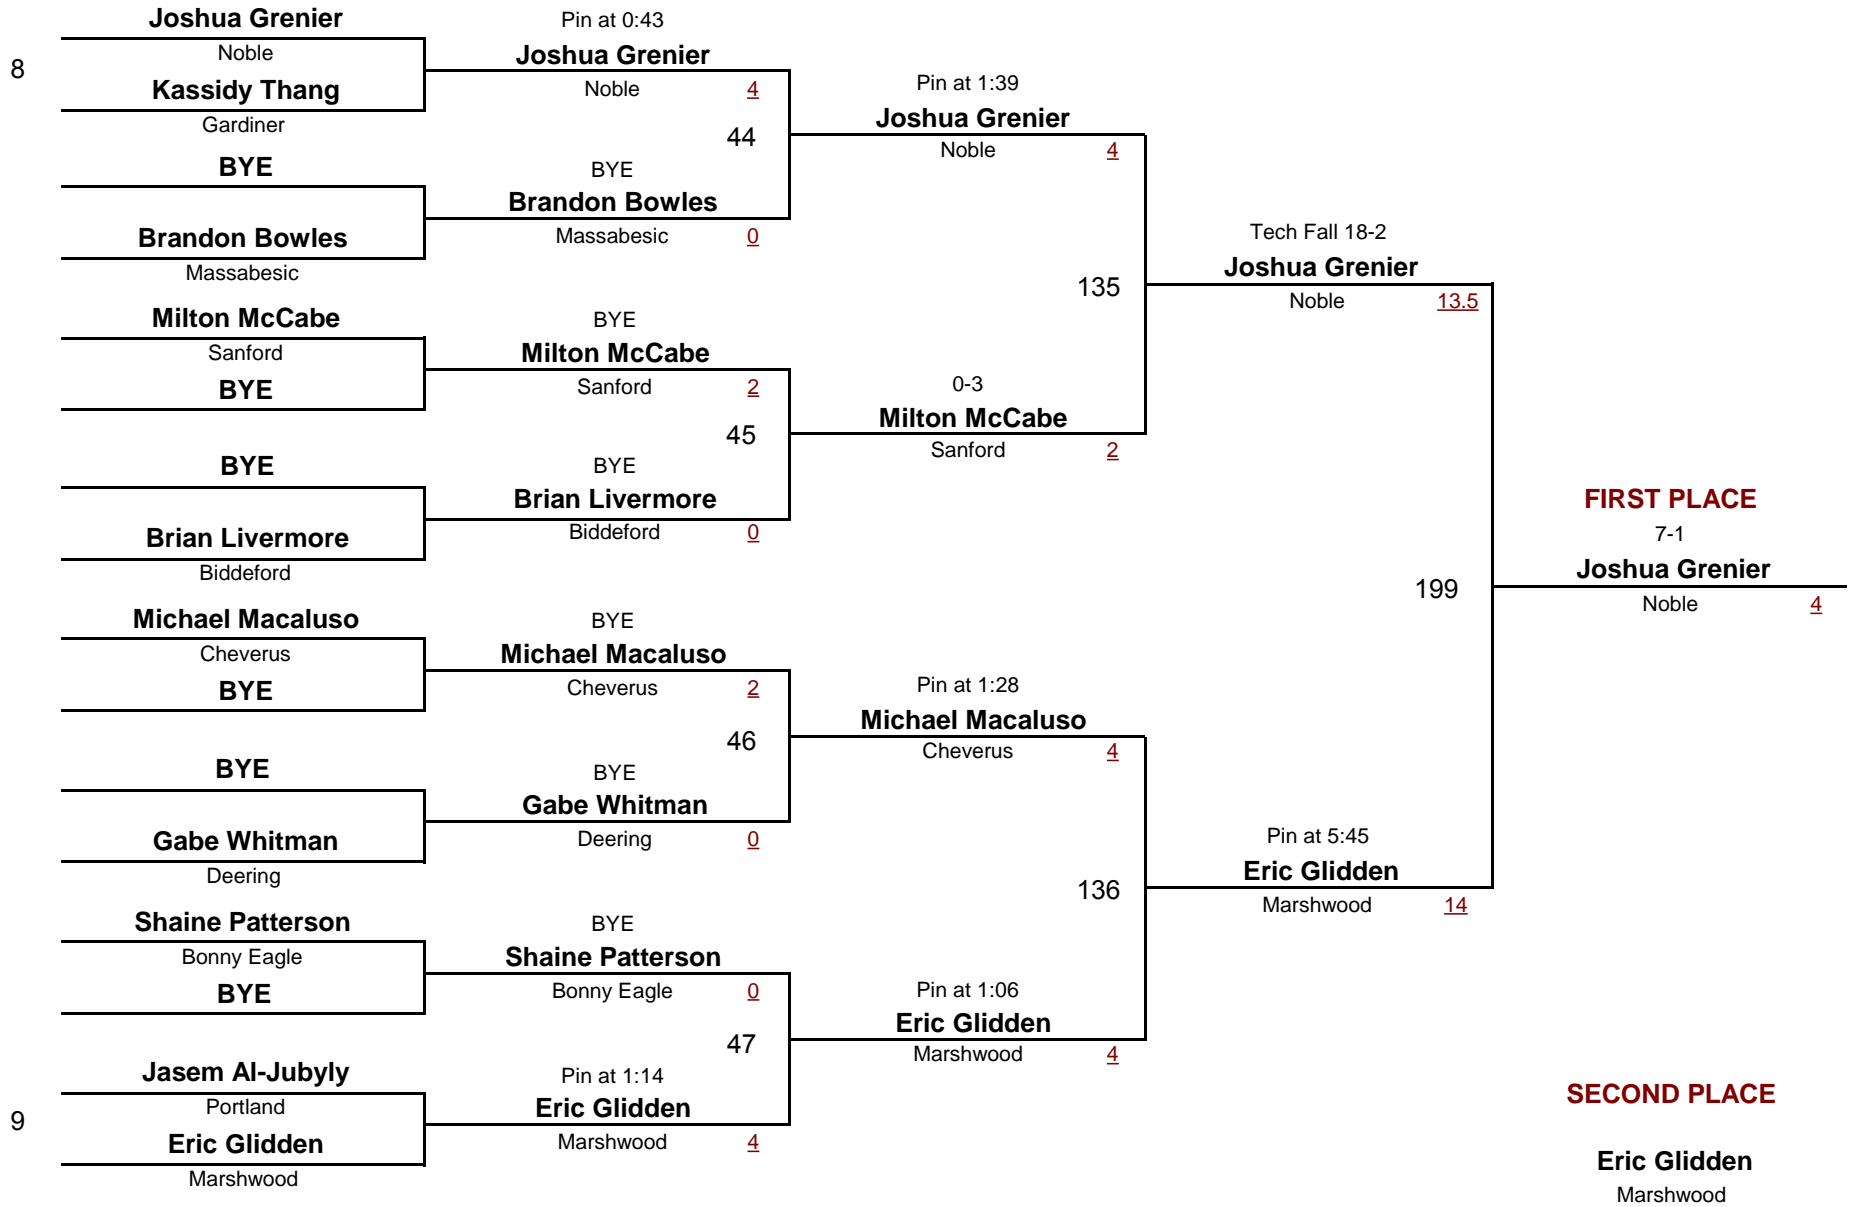 Joshua Grenier
Noble
8
Kassidy Thang
Gardiner
BYE
Brandon Bowles
Massabesic
Milton McCabe
Sanford
BYE
BYE
Brian Livermore
Biddeford
Michael Macaluso
Cheverus
BYE
BYE
Gabe Whitman
Deering
Shaine Patterson
Bonny Eagle
BYE
Jasem Al-Jubyly
Portland
9
Eric Glidden
Marshwood
Pin at 0:43
Joshua Grenier
Noble 4
44
BYE
Brandon Bowles
Massabesic 0
BYE
Milton McCabe
Sanford 2
45
BYE
Brian Livermore
Biddeford 0
BYE
Michael Macaluso
Cheverus 2
46
BYE
Gabe Whitman
Deering 0
BYE
Shaine Patterson
Bonny Eagle 0
47
Pin at 1:14
Eric Glidden
Marshwood 4
Pin at 1:39
Joshua Grenier
Noble 4
135
0-3
Milton McCabe
Sanford 2
Pin at 1:28
Michael Macaluso
Cheverus 4
136
Pin at 1:06
Eric Glidden
Marshwood 4
Tech Fall 18-2
Joshua Grenier
Noble 13.5
199
Pin at 5:45
Eric Glidden
Marshwood 14
FIRST PLACE
7-1
Joshua Grenier
Noble 4
SECOND PLACE
Eric Glidden
Marshwood